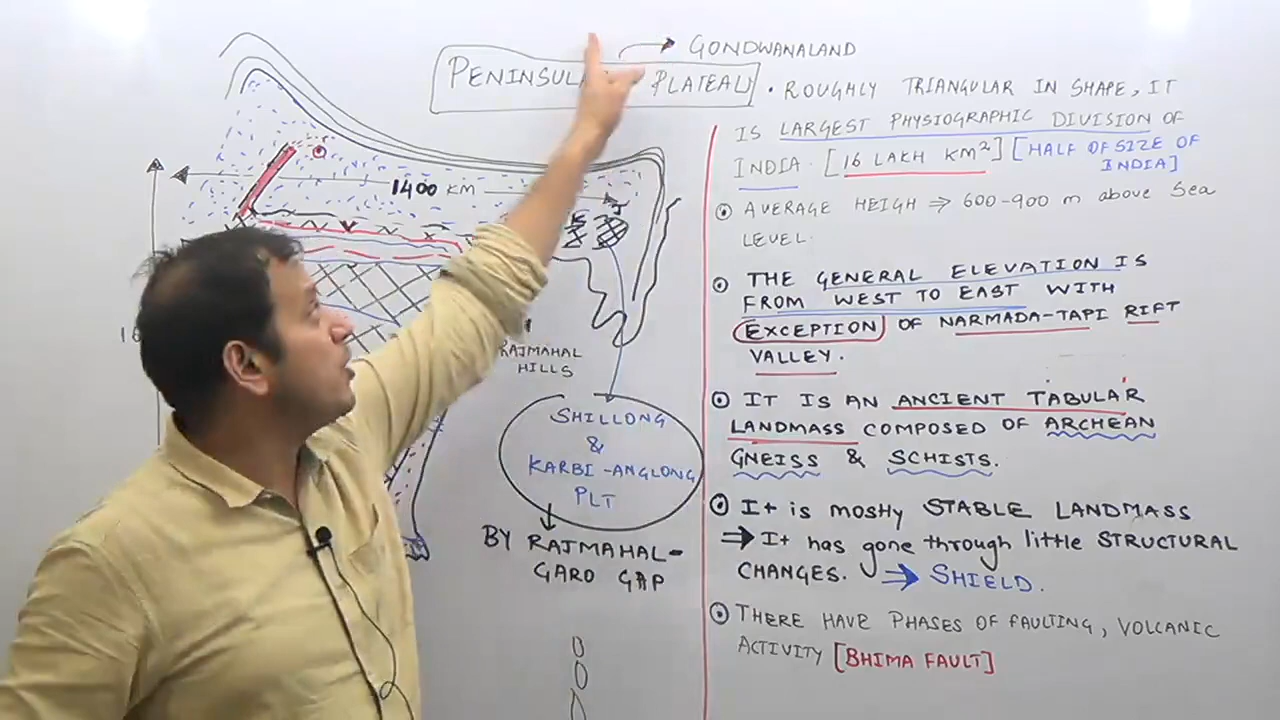 GONDWANALAND
PENINSULA PLATEAU
• ROUGHLY TRIANGULAR IN SHAPE, IT
IS LARGEST PHYSIOGRAPHIC DIVISION OF
INDIA. [16 LAKH KM²] [HALF OF SIZE OF
INDIA]
AVERAGE HEIGH ⇒ 600-900 m above Sea
LEVEL.
THE GENERAL ELEVATION IS
FROM WEST TO EAST WITH
EXCEPTION OF NARMADA-TAPI RIFT
VALLEY.
IT IS AN ANCIENT TABULAR
LANDMASS COMPOSED OF ARCHEAN
GNEISS & SCHISTS.
It is mostly STABLE LANDMASS
⇒ It has gone through little STRUCTURAL
CHANGES. ⇒ SHIELD.
THERE HAVE PHASES OF FAULTING, VOLCANIC
ACTIVITY [BHIMA FAULT]
1400 KM
RAJMAHAL
HILLS
SHILLONG
&
KARBI-ANGLONG
PLT
BY RAJMAHAL-
GARO GAP